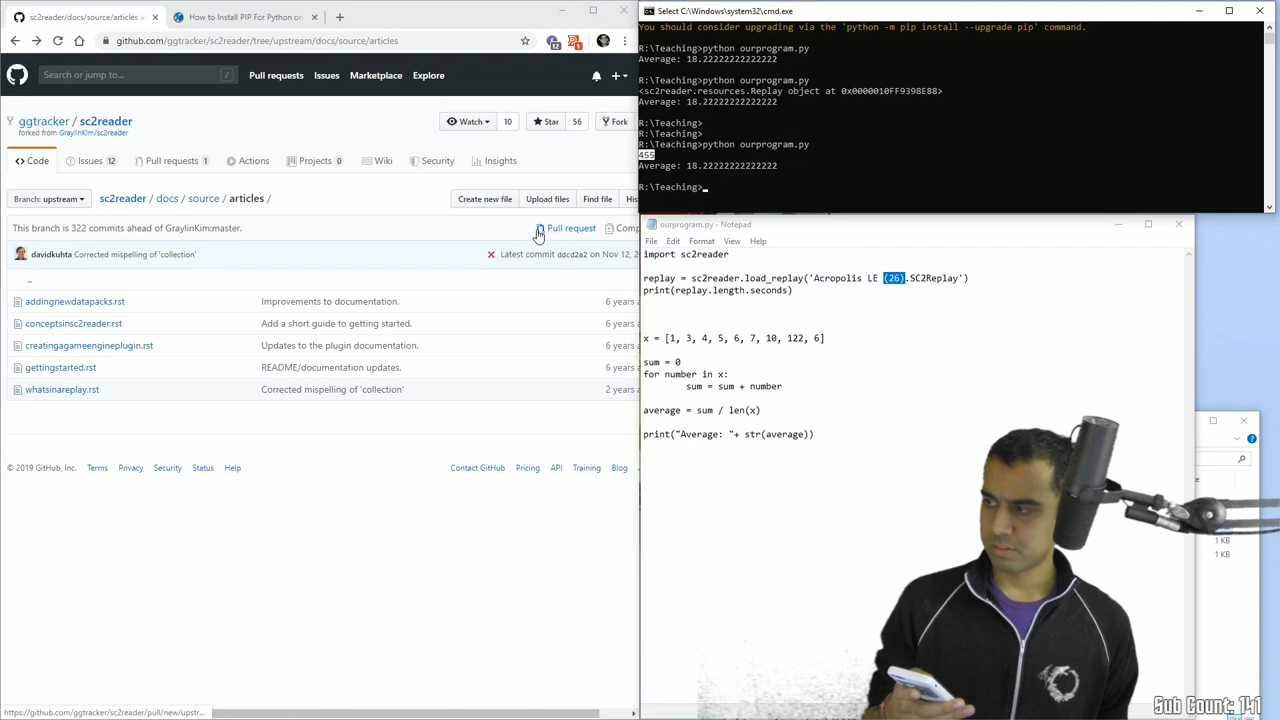 sc2reader/docs/source/articles a
How to Install PIP For Python on
github.com/ggtracker/sc2reader/tree/upstream/docs/source/articles
12
Search or jump to...
/
Pull requests
Issues
Marketplace
Explore
ggtracker / sc2reader
forked from GraylinKim/sc2reader
Watch
10
Star
56
Fork
Code
Issues 12
Pull requests 1
Actions
Projects 0
Wiki
Security
Insights
Branch: upstream
sc2reader / docs / source / articles /
Create new file
Upload files
Find file
His
This branch is 322 commits ahead of GraylinKim:master.
Pull request
Comp
davidkuhta Corrected mispelling of 'collection'
Latest commit ddcd2a2 on Nov 12, 2
..
addingnewdatapacks.rst
Improvements to documentation.
6 years
conceptsinsc2reader.rst
Add a short guide to getting started.
6 years
creatingagameengineplugin.rst
Updates to the plugin documentation.
6 years a
gettingstarted.rst
README/documentation updates.
6 years
whatsinareplay.rst
Corrected mispelling of 'collection'
2 years a
© 2019 GitHub, Inc.
Terms
Privacy
Security
Status
Help
Contact GitHub
Pricing
API
Training
Blog
https://github.com/ggtracker/sc2reader/pull/new/upstr...
Select C:\Windows\system32\cmd.exe
You should consider upgrading via the 'python -m pip install --upgrade pip' command.
R:\Teaching>python ourprogram.py
Average: 18.22222222222222
R:\Teaching>python ourprogram.py
<sc2reader.resources.Replay object at 0x0000010FF9398E88>
Average: 18.22222222222222
R:\Teaching>
R:\Teaching>
R:\Teaching>python ourprogram.py
455
Average: 18.22222222222222
R:\Teaching>
ourprogram.py - Notepad
File
Edit
Format
View
Help
import sc2reader
replay = sc2reader.load_replay('Acropolis LE (26).SC2Replay')
print(replay.length.seconds)
x = [1, 3, 4, 5, 6, 7, 10, 122, 6]
sum = 0
for number in x:
sum = sum + number
average = sum / len(x)
print("Average: "+ str(average))
1 KB
1 KB
Sub Count: 141